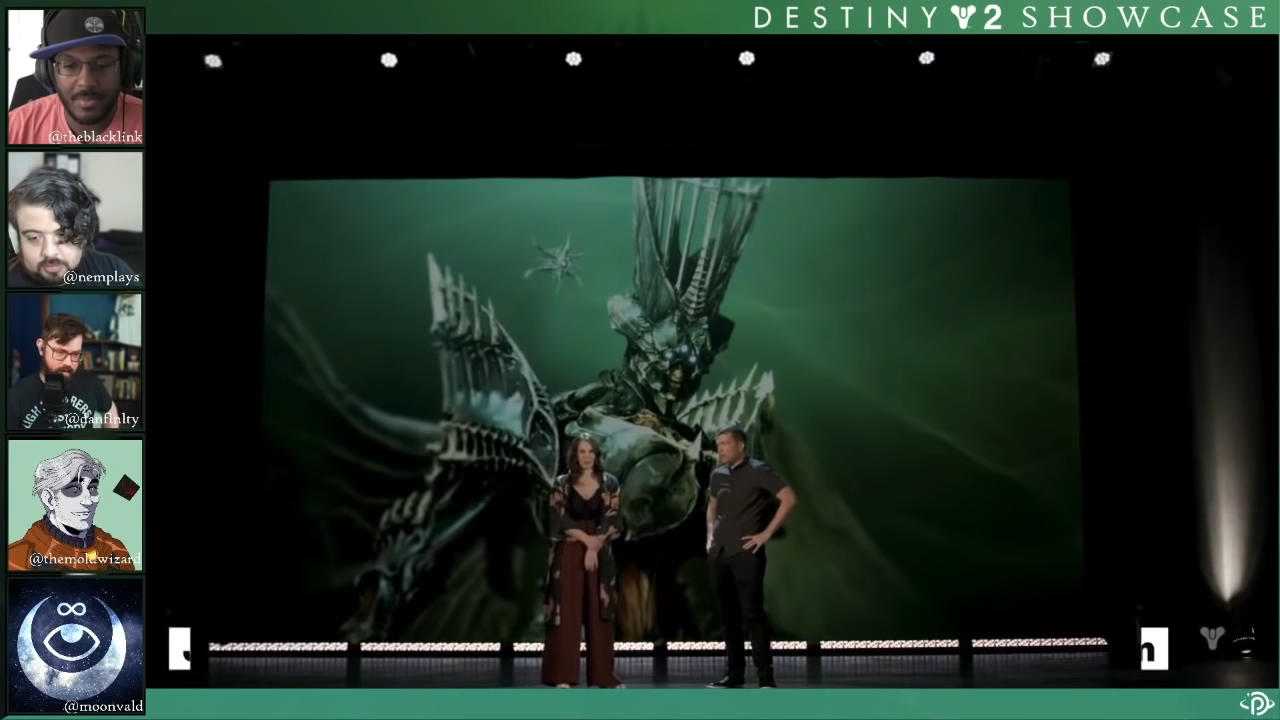 DESTINY 2 SHOWCASE
@theblacklink
@nemplays
@danfinlty
@themoldwizard
@moonvald
n